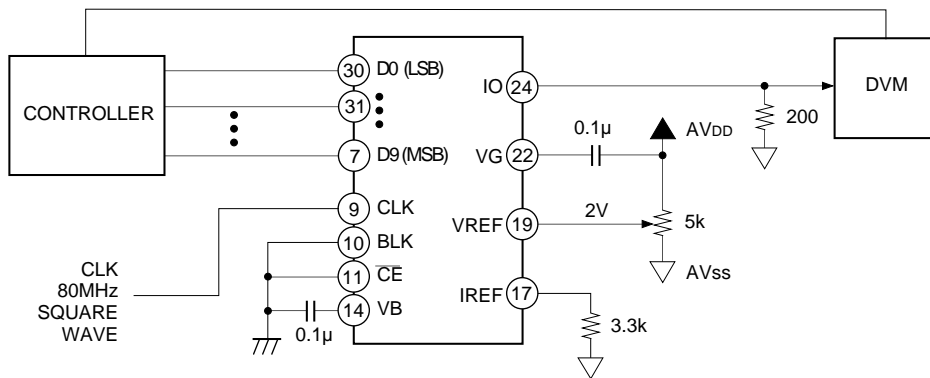 CONTROLLER
30 D0 (LSB)
31
7 D9 (MSB)
9 CLK
10 BLK
11 CE
14 VB
0.1µ
CLK
80MHz
SQUARE
WAVE
IO 24
VG 22
VREF 19
IREF 17
0.1µ
AVDD
200
DVM
2V
5k
AVSS
3.3k